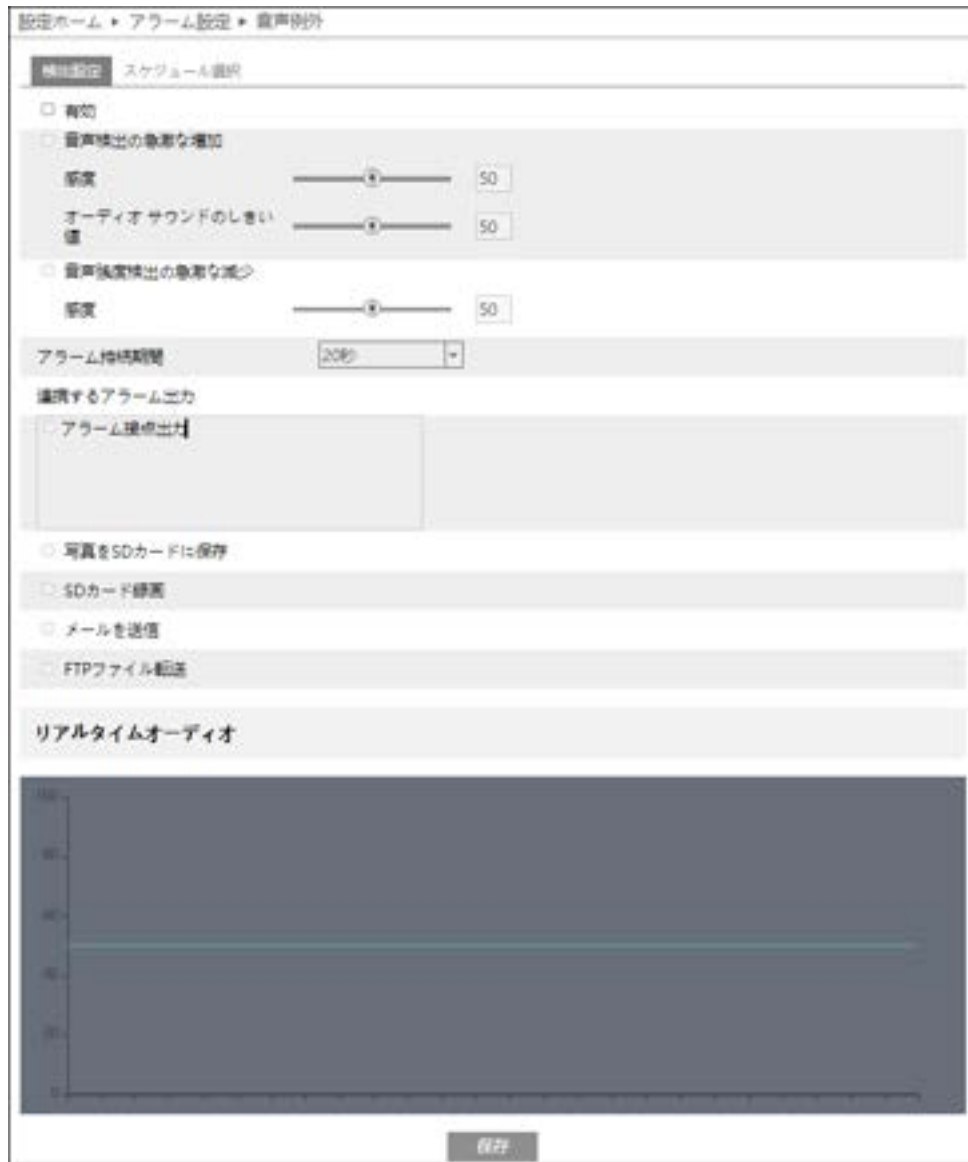 設定ホーム ▸ アラーム設定 ▸ 音声例外
検出設定 スケジュール選択
有効
音声検出の急激な増加
感度 50
オーディオ サウンドのしきい
値 50
音声強度検出の急激な減少
感度 50
アラーム持続期間 20秒
連携するアラーム出力
アラーム接点出力
写真をSDカードに保存
SDカード録画
メールを送信
FTPファイル転送
リアルタイムオーディオ
100
80
60
40
20
0
保存